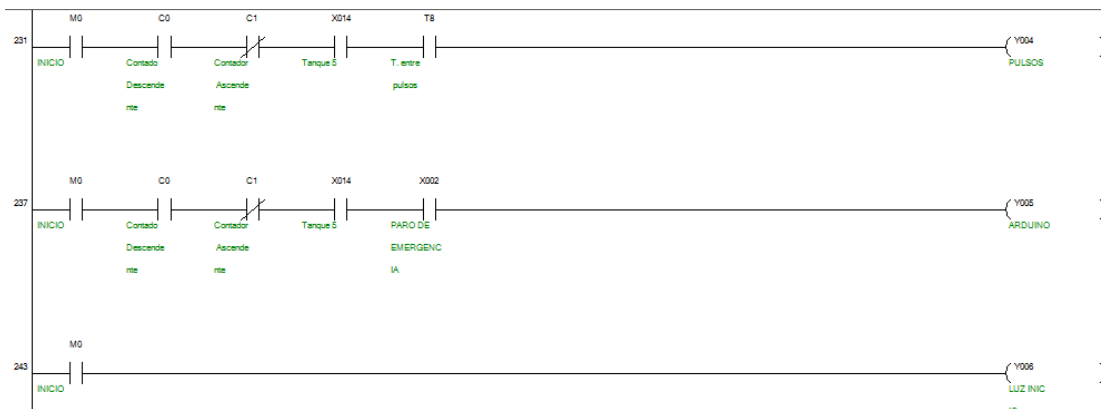 M0 C0 C1 X014 T8
231 Y004
INICIO Contado Contador Tanque 5 T. entre PULSOS
Descende Ascende pulsos
nte nte
M0 C0 C1 X014 X002
237 Y005
INICIO Contado Contador Tanque 5 PARO DE ARDUINO
Descende Ascende EMERGENC
nte nte IA
M0
243 Y006
INICIO LUZ INIC